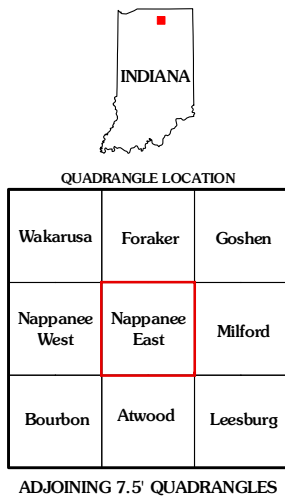 INDIANA
QUADRANGLE LOCATION
Wakarusa Foraker Goshen
Nappanee West Nappanee East Milford
Bourbon Atwood Leesburg
ADJOINING 7.5' QUADRANGLES